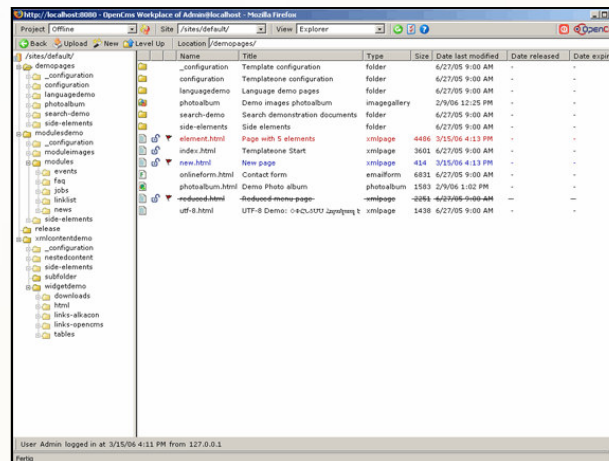 http://localhost:8080 - OpenCms Workplace of Admin@localhost - Mozilla Firefox
Project Offline Site /sites/default/ View Explorer OpenC
Back Upload New Level Up Location /demopages/
/sites/default/
demopages
_configuration
configuration
languagedemo
photoalbum
search-demo
side-elements
modulesdemo
_configuration
moduleimages
modules
events
faq
jobs
linklist
news
side-elements
release
xmlcontentdemo
_configuration
nestedcontent
side-elements
subfolder
widgetdemo
downloads
html
links-alkacon
links-opencms
tables
Name Title Type Size Date last modified Date released Date expir
_configuration Template configuration folder 6/27/05 9:00 AM - -
configuration Templateone configuration folder 6/27/05 9:00 AM - -
languagedemo Language demo pages folder 6/27/05 9:00 AM - -
photoalbum Demo images photoalbum imagegallery 2/9/06 12:25 PM - -
search-demo Search demonstration documents folder 6/27/05 9:00 AM - -
side-elements Side elements folder 6/27/05 9:00 AM - -
element.html Page with 5 elements xmlpage 4486 3/15/06 4:13 PM - -
index.html Templateone Start xmlpage 3601 6/27/05 9:00 AM - -
new.html New page xmlpage 414 3/15/06 4:13 PM - -
onlineform.html Contact form emailform 6831 6/27/05 9:00 AM - -
photoalbum.html Demo Photo album photoalbum 1583 2/9/06 1:02 PM - -
reduced.html Reduced menu page xmlpage 2251 6/27/05 9:00 AM - -
utf-8.html UTF-8 Demo: xmlpage 1438 6/27/05 9:00 AM - -
User Admin logged in at 3/15/06 4:11 PM from 127.0.0.1
Fertig